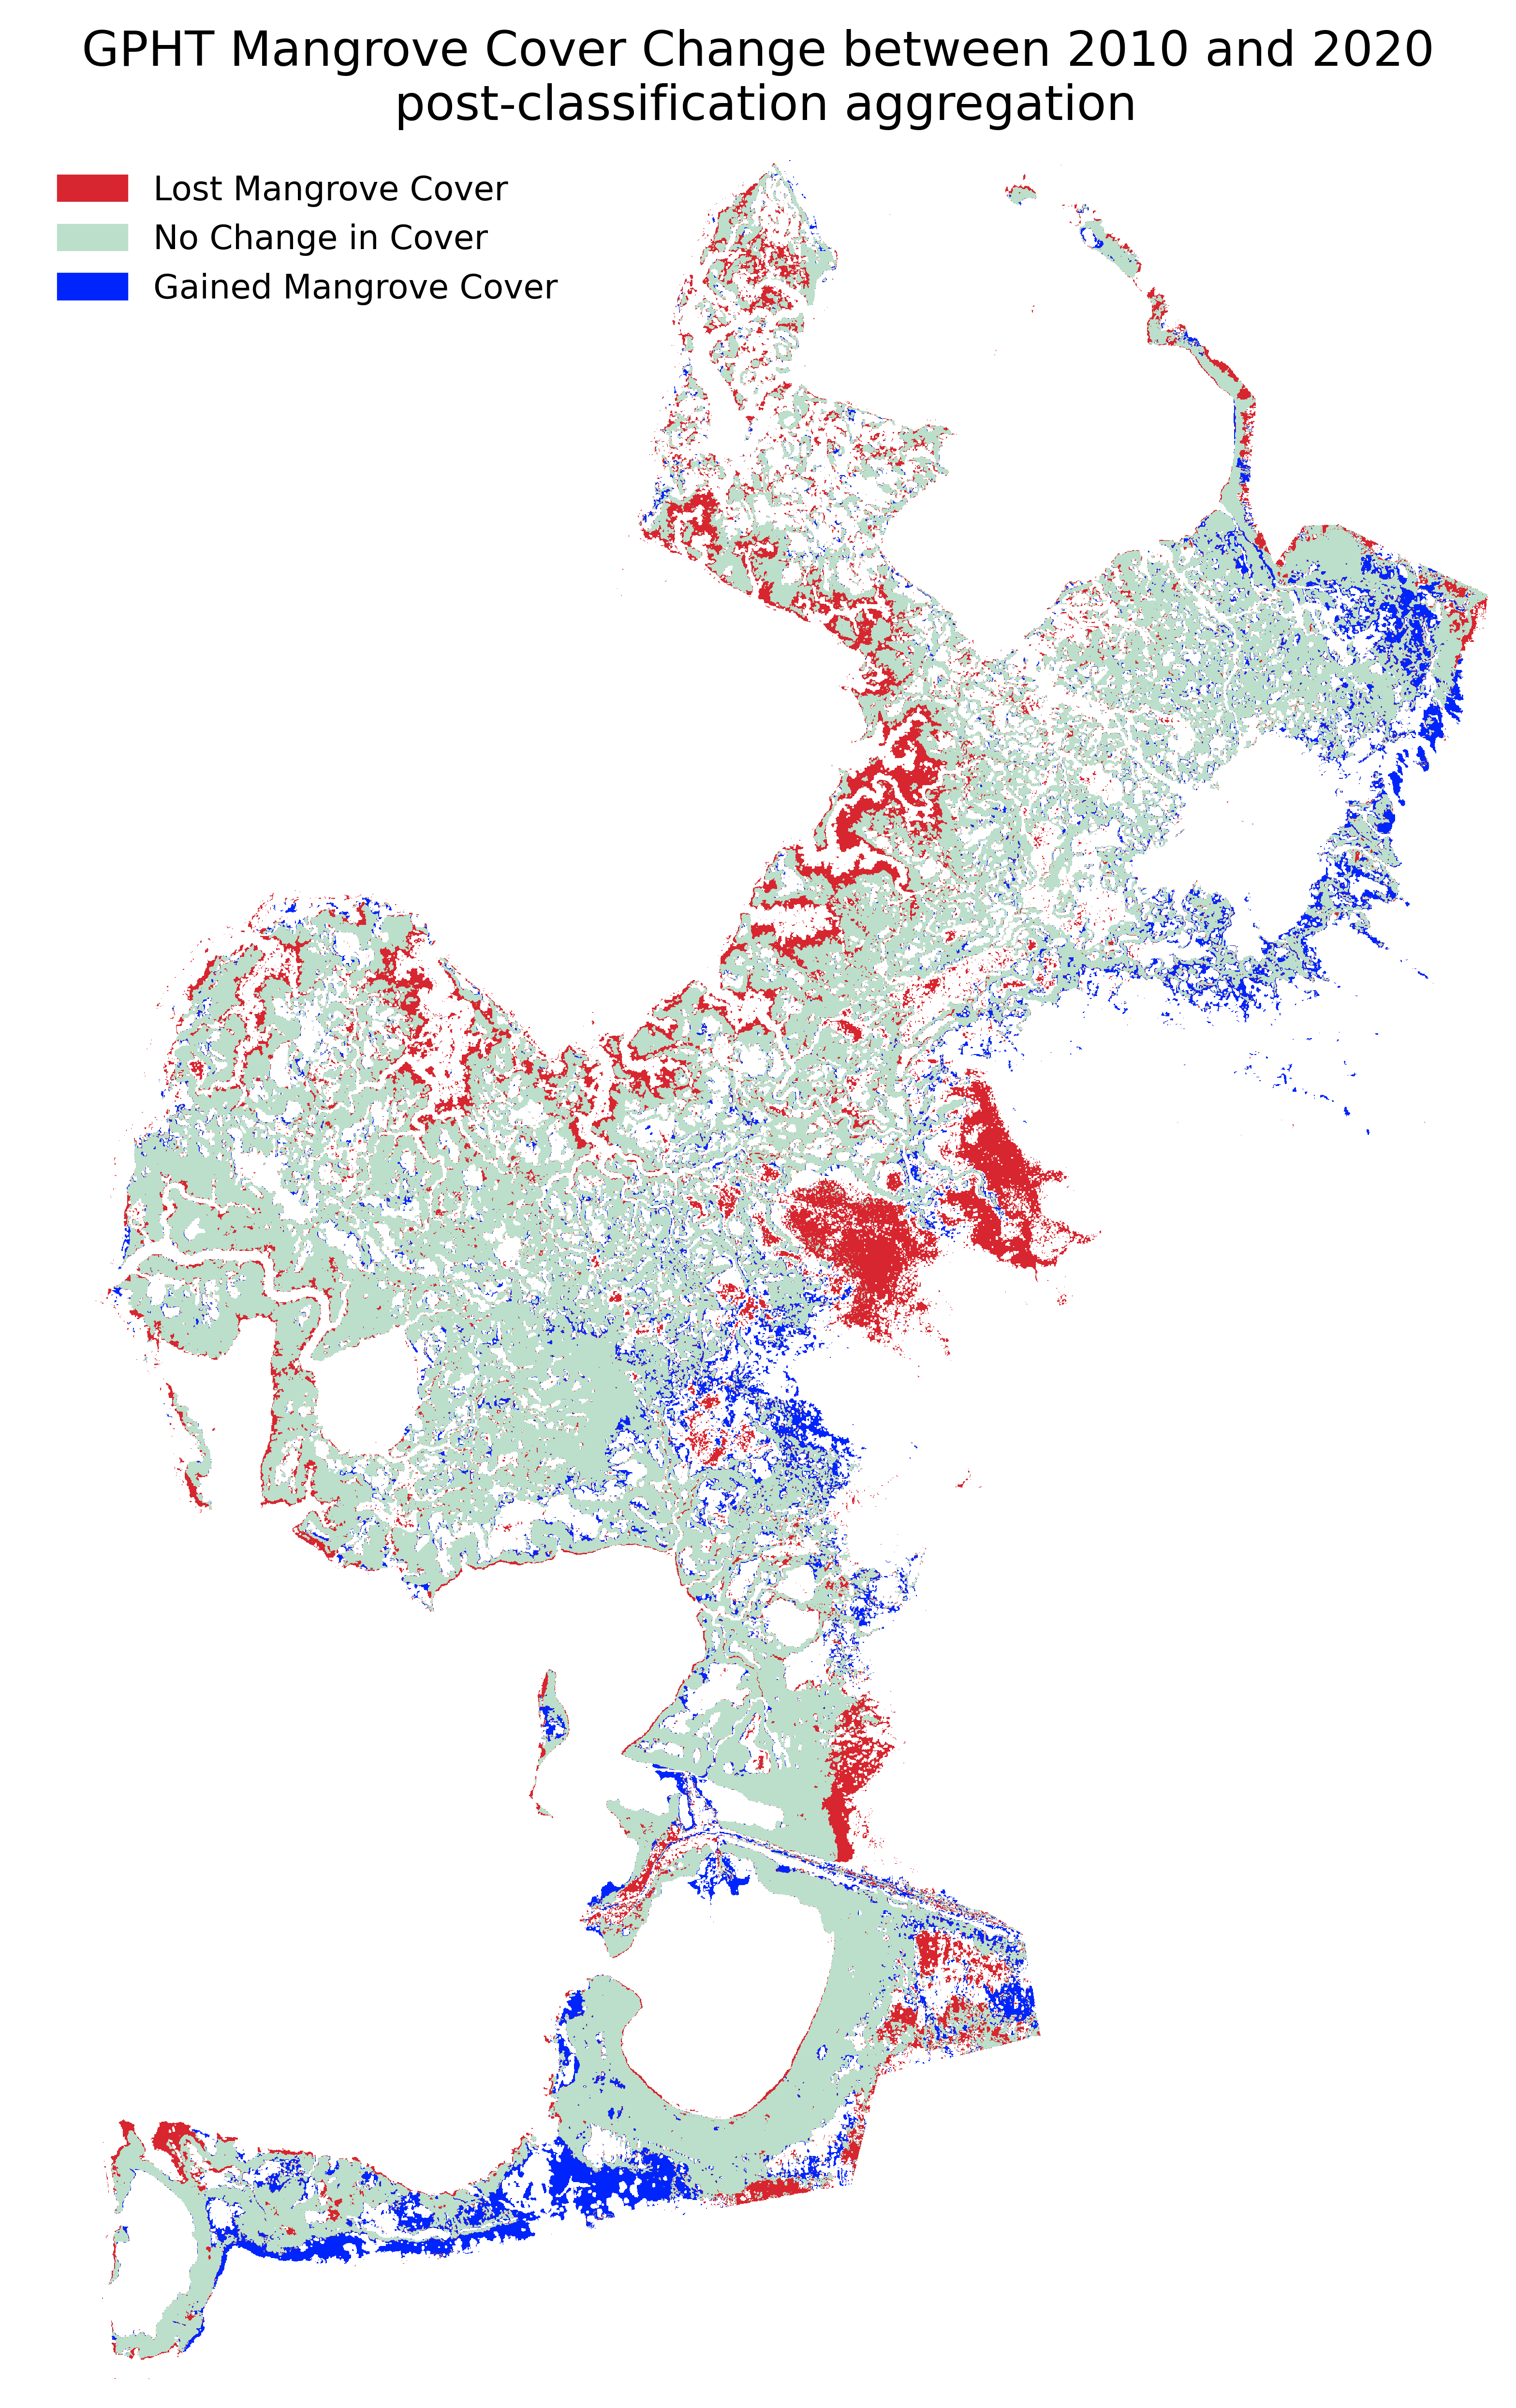 GPHT Mangrove Cover Change between 2010 and 2020
post-classification aggregation
Lost Mangrove Cover
No Change in Cover
Gained Mangrove Cover